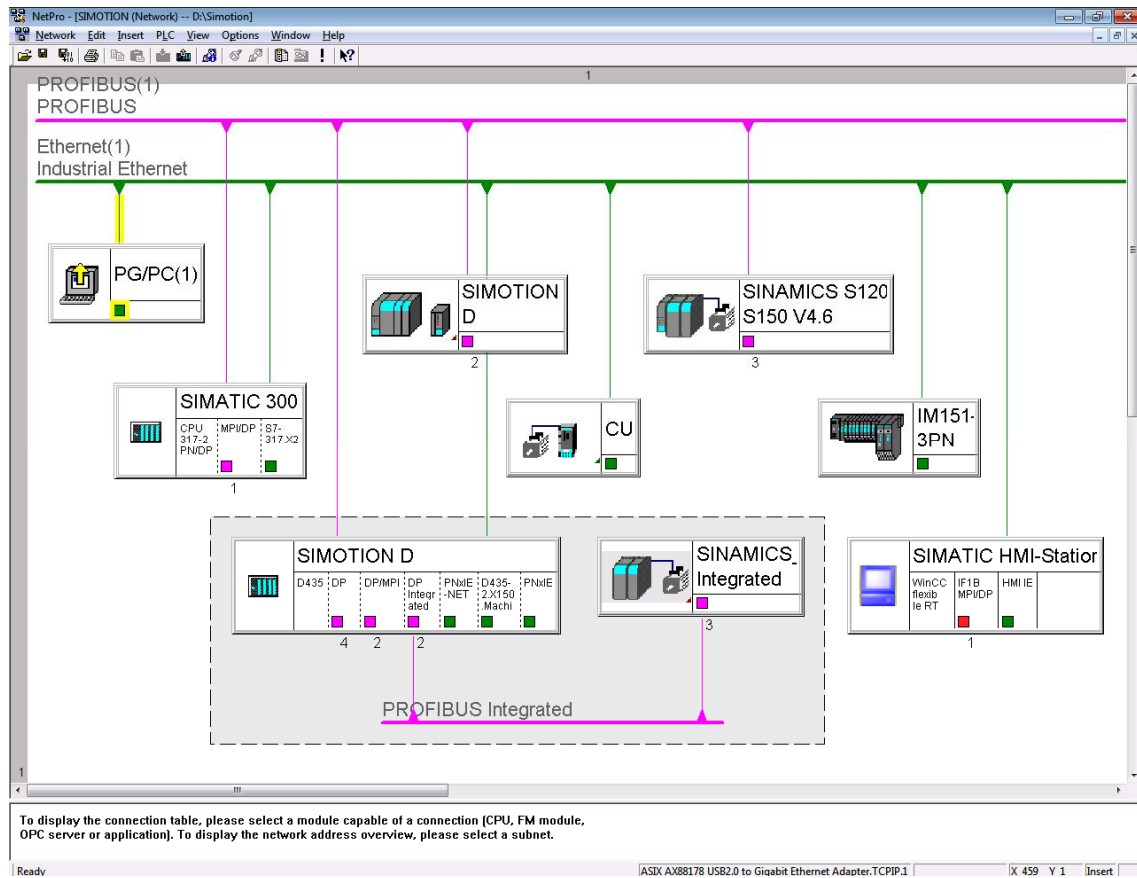 NetPro - [SIMOTION (Network) -- D:\Simotion]
Network Edit Insert PLC View Options Window Help
1
PROFIBUS(1)
PROFIBUS
Ethernet(1)
Industrial Ethernet
PG/PC(1)
SIMOTION
D
2
SINAMICS S120
S150 V4.6
3
SIMATIC 300
CPU
317-2
PN/DP
MPI/DP
S7-
317.X2
1
CU
IM151-
3PN
SIMOTION D
D435
DP
DP/MPI
DP
Integr
ated
PNxIE
-NET
D435-
2.X150
.Machi
PNxIE
4 2 2
SINAMICS_
Integrated
3
SIMATIC HMI-Station
WinCC
flexib
le RT
IF1B
MPI/DP
HMI IE
1
PROFIBUS Integrated
1
To display the connection table, please select a module capable of a connection (CPU, FM module,
OPC server or application). To display the network address overview, please select a subnet.
Ready
ASIX AX88178 USB2.0 to Gigabit Ethernet Adapter.TCPIP.1
X 459 Y 1 Insert